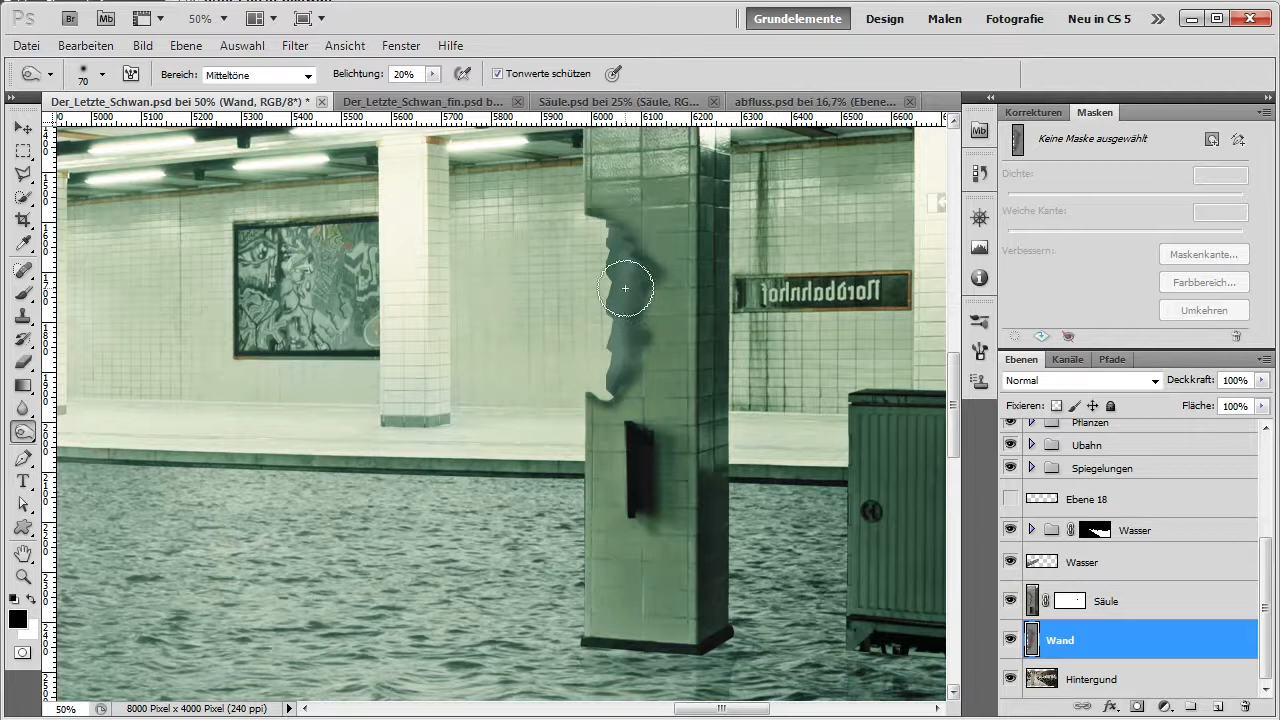 Ps Br Mb 50% Grundelemente Design Malen Fotografie Neu in CS 5
Datei Bearbeiten Bild Ebene Auswahl Filter Ansicht Fenster Hilfe
70 Bereich: Mitteltöne Belichtung: 20% Tonwerte schützen
Der_Letzte_Schwan.psd bei 50% (Wand, RGB/8*) * Der_Letzte_Schwan_fin.psd b... Säule.psd bei 25% (Säule, RG... abfluss.psd bei 16,7% (Ebene...
5000 5100 5200 5300 5400 5500 5600 5700 5800 5900 6000 6100 6200 6300 6400 6500 6600
Korrekturen Masken
Mb
Keine Maske ausgewählt
Dichte:
Weiche Kante:
Verbessern: Maskenkante...
Farbbereich...
Umkehren
Nordbahnhof
Ebenen Kanäle Pfade
Normal Deckkraft: 100%
Fixieren: Fläche: 100%
Pflanzen
Ubahn
Spiegelungen
Ebene 18
Wasser
Wasser
Säule
Wand
Hintergund
50% 8000 Pixel x 4000 Pixel (240 ppi)